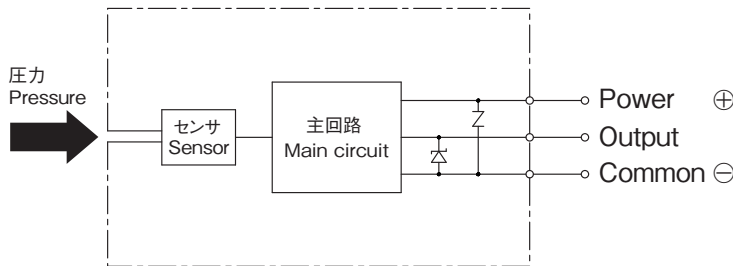 圧力
Pressure
センサ
Sensor
主回路
Main circuit
Power ⊕
Output
Common ⊖